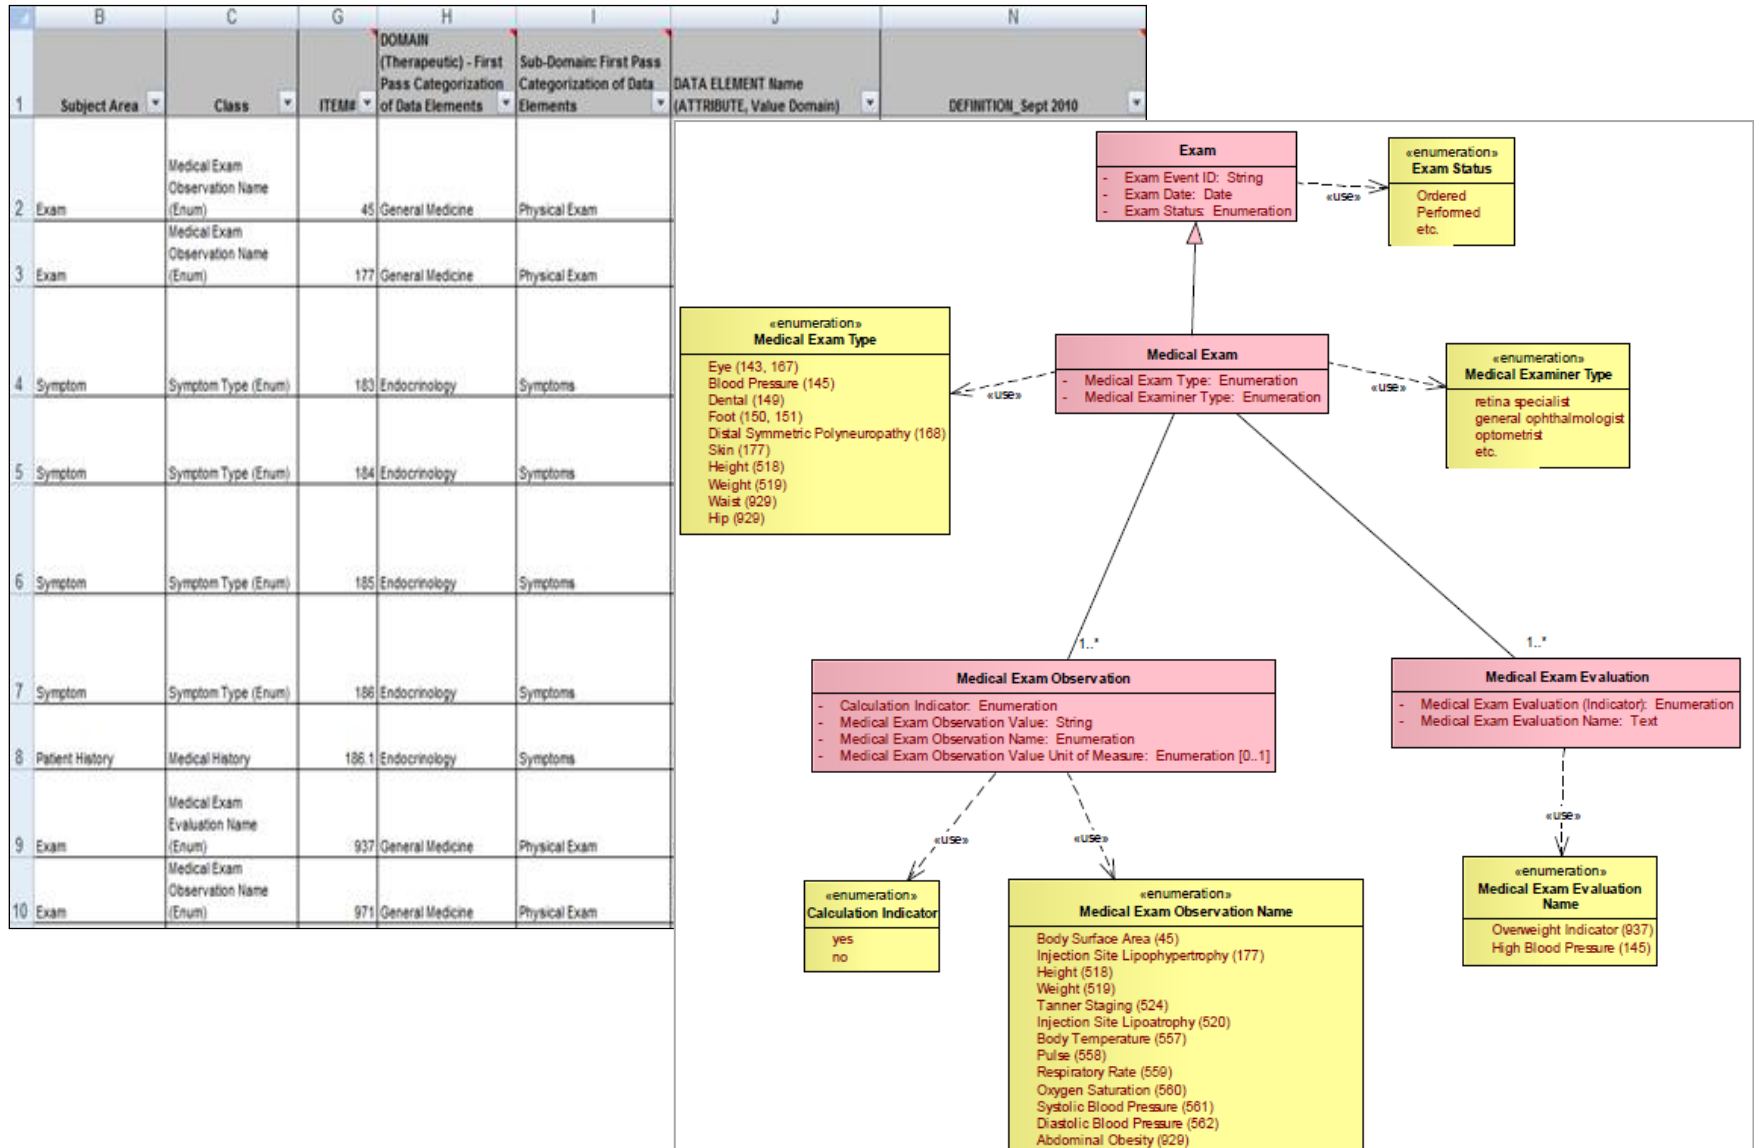 B C G H I J N
1
Subject Area
Class
ITEM#
DOMAIN
(Therapeutic) - First
Pass Categorization
of Data Elements
Sub-Domain: First Pass
Categorization of Data
Elements
DATA ELEMENT Name
(ATTRIBUTE, Value Domain)
DEFINITION_Sept 2010
2 Exam
Medical Exam
Observation Name
(Enum)
45 General Medicine
Physical Exam
3 Exam
Medical Exam
Observation Name
(Enum)
177 General Medicine
Physical Exam
4 Symptom
Symptom Type (Enum)
183 Endocrinology
Symptoms
5 Symptom
Symptom Type (Enum)
184 Endocrinology
Symptoms
6 Symptom
Symptom Type (Enum)
185 Endocrinology
Symptoms
7 Symptom
Symptom Type (Enum)
186 Endocrinology
Symptoms
8 Patient History
Medical History
186.1 Endocrinology
Symptoms
9 Exam
Medical Exam
Evaluation Name
(Enum)
937 General Medicine
Physical Exam
10 Exam
Medical Exam
Observation Name
(Enum)
971 General Medicine
Physical Exam
Exam
- Exam Event ID: String
- Exam Date: Date
- Exam Status: Enumeration
«use»
«enumeration»
Exam Status
Ordered
Performed
etc.
«enumeration»
Medical Exam Type
Eye (143, 167)
Blood Pressure (145)
Dental (149)
Foot (150, 151)
Distal Symmetric Polyneuropathy (168)
Skin (177)
Height (518)
Weight (519)
Waist (929)
Hip (929)
«use»
Medical Exam
- Medical Exam Type: Enumeration
- Medical Examiner Type: Enumeration
«use»
«enumeration»
Medical Examiner Type
retina specialist
general ophthalmologist
optometrist
etc.
1..*
1..*
Medical Exam Observation
- Calculation Indicator: Enumeration
- Medical Exam Observation Value: String
- Medical Exam Observation Name: Enumeration
- Medical Exam Observation Value Unit of Measure: Enumeration [0..1]
Medical Exam Evaluation
- Medical Exam Evaluation (Indicator): Enumeration
- Medical Exam Evaluation Name: Text
«use»
«use»
«use»
«enumeration»
Calculation Indicator
yes
no
«enumeration»
Medical Exam Observation Name
Body Surface Area (45)
Injection Site Lipophypertrophy (177)
Height (518)
Weight (519)
Tanner Staging (524)
Injection Site Lipoatrophy (520)
Body Temperature (557)
Pulse (558)
Respiratory Rate (559)
Oxygen Saturation (560)
Systolic Blood Pressure (561)
Diastolic Blood Pressure (562)
Abdominal Obesity (929)
«enumeration»
Medical Exam Evaluation
Name
Overweight Indicator (937)
High Blood Pressure (145)